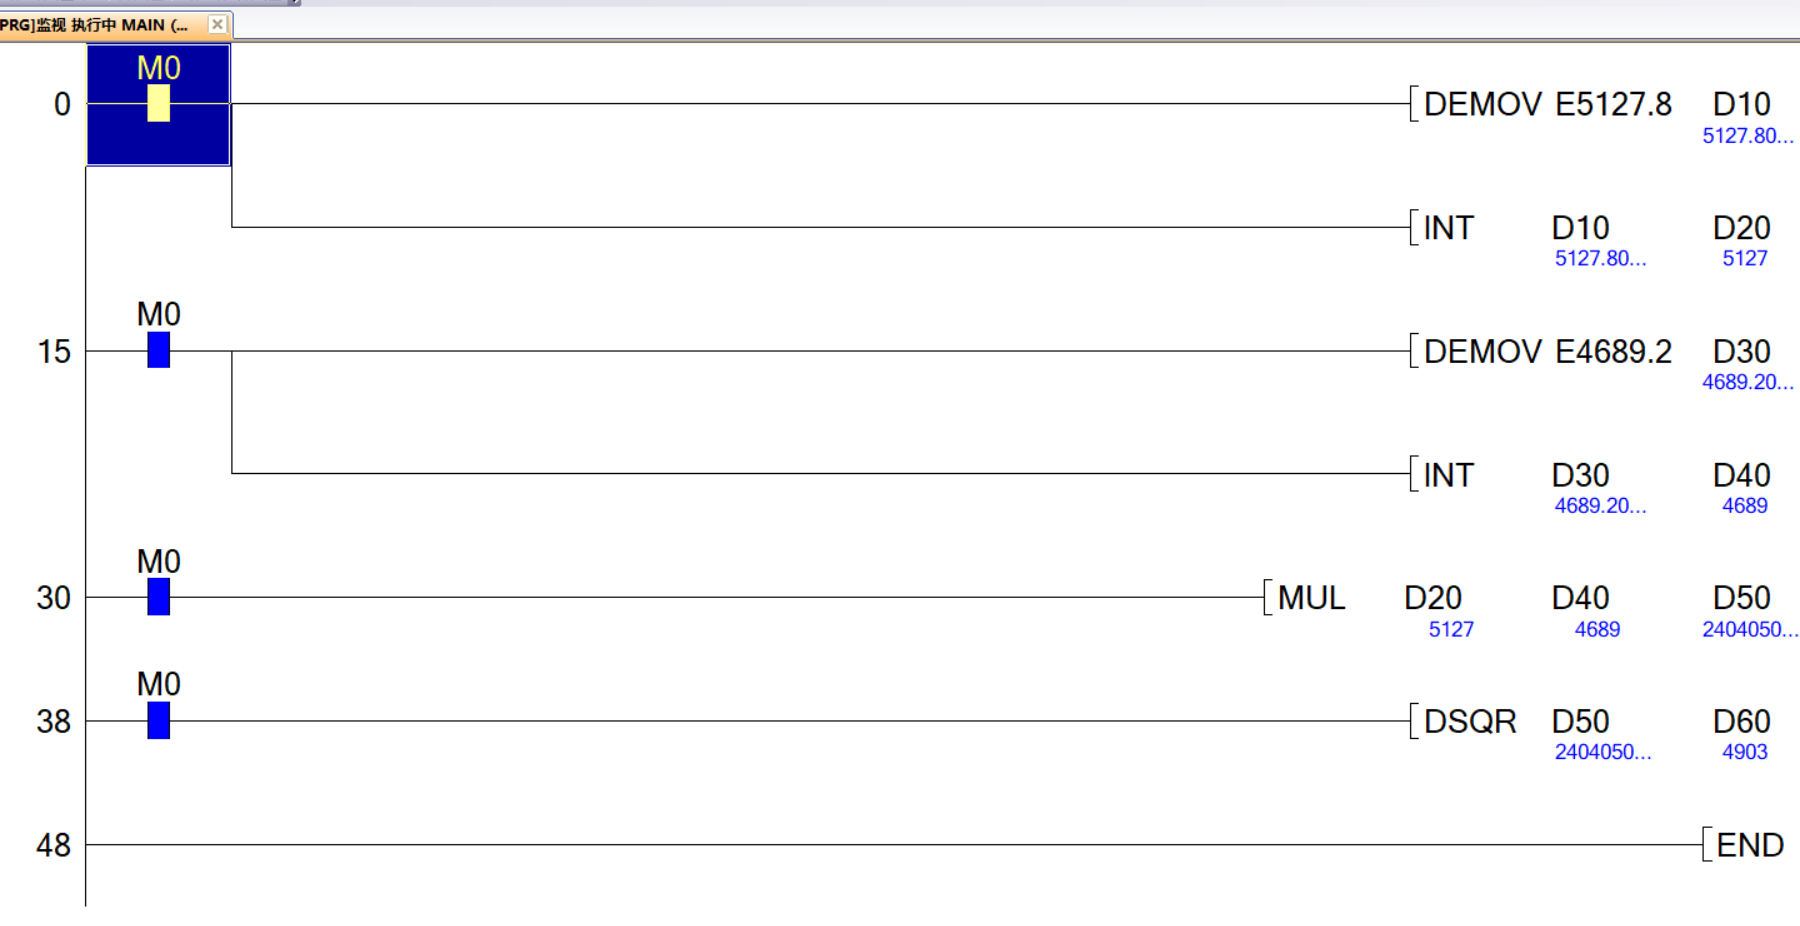 PRG]监视 执行中 MAIN (...
M0
0 DEMOV E5127.8 D10
5127.80...
INT D10 D20
5127.80... 5127
M0
15 DEMOV E4689.2 D30
4689.20...
INT D30 D40
4689.20... 4689
M0
30 MUL D20 D40 D50
5127 4689 2404050...
M0
38 DSQR D50 D60
2404050... 4903
48 END